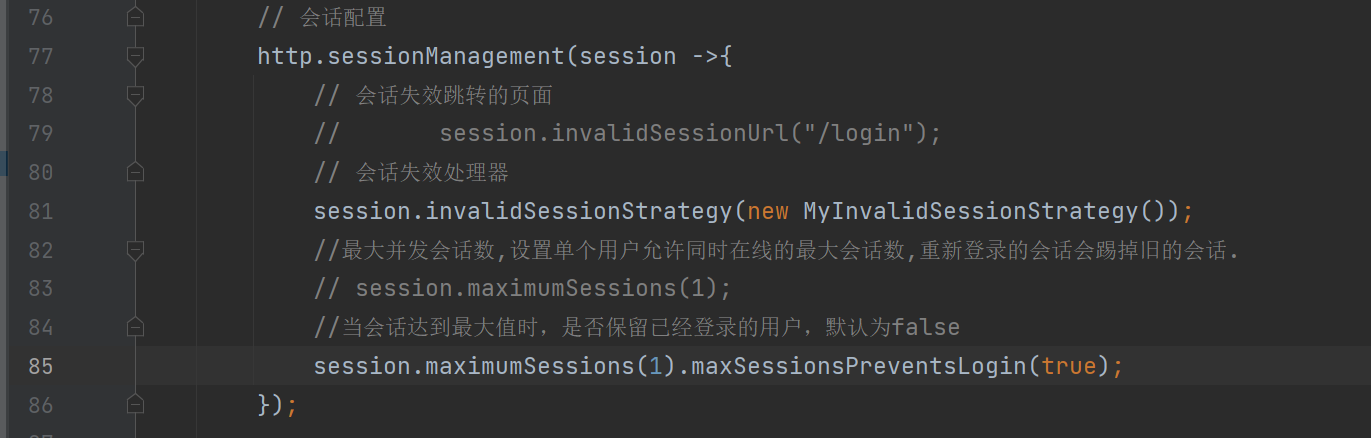 76 // 会话配置
77 http.sessionManagement(session ->{
78 // 会话失效跳转的页面
79 //       session.invalidSessionUrl("/login");
80 // 会话失效处理器
81 session.invalidSessionStrategy(new MyInvalidSessionStrategy());
82 //最大并发会话数,设置单个用户允许同时在线的最大会话数,重新登录的会话会踢掉旧的会话.
83 // session.maximumSessions(1);
84 //当会话达到最大值时，是否保留已经登录的用户，默认为false
85 session.maximumSessions(1).maxSessionsPreventsLogin(true);
86 });